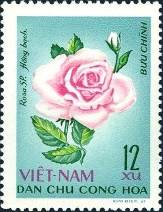 Rosa SP. Hồng bạch.
BƯU CHÍNH
12
XU
VIỆT-NAM
DAN CHU CONG HOA